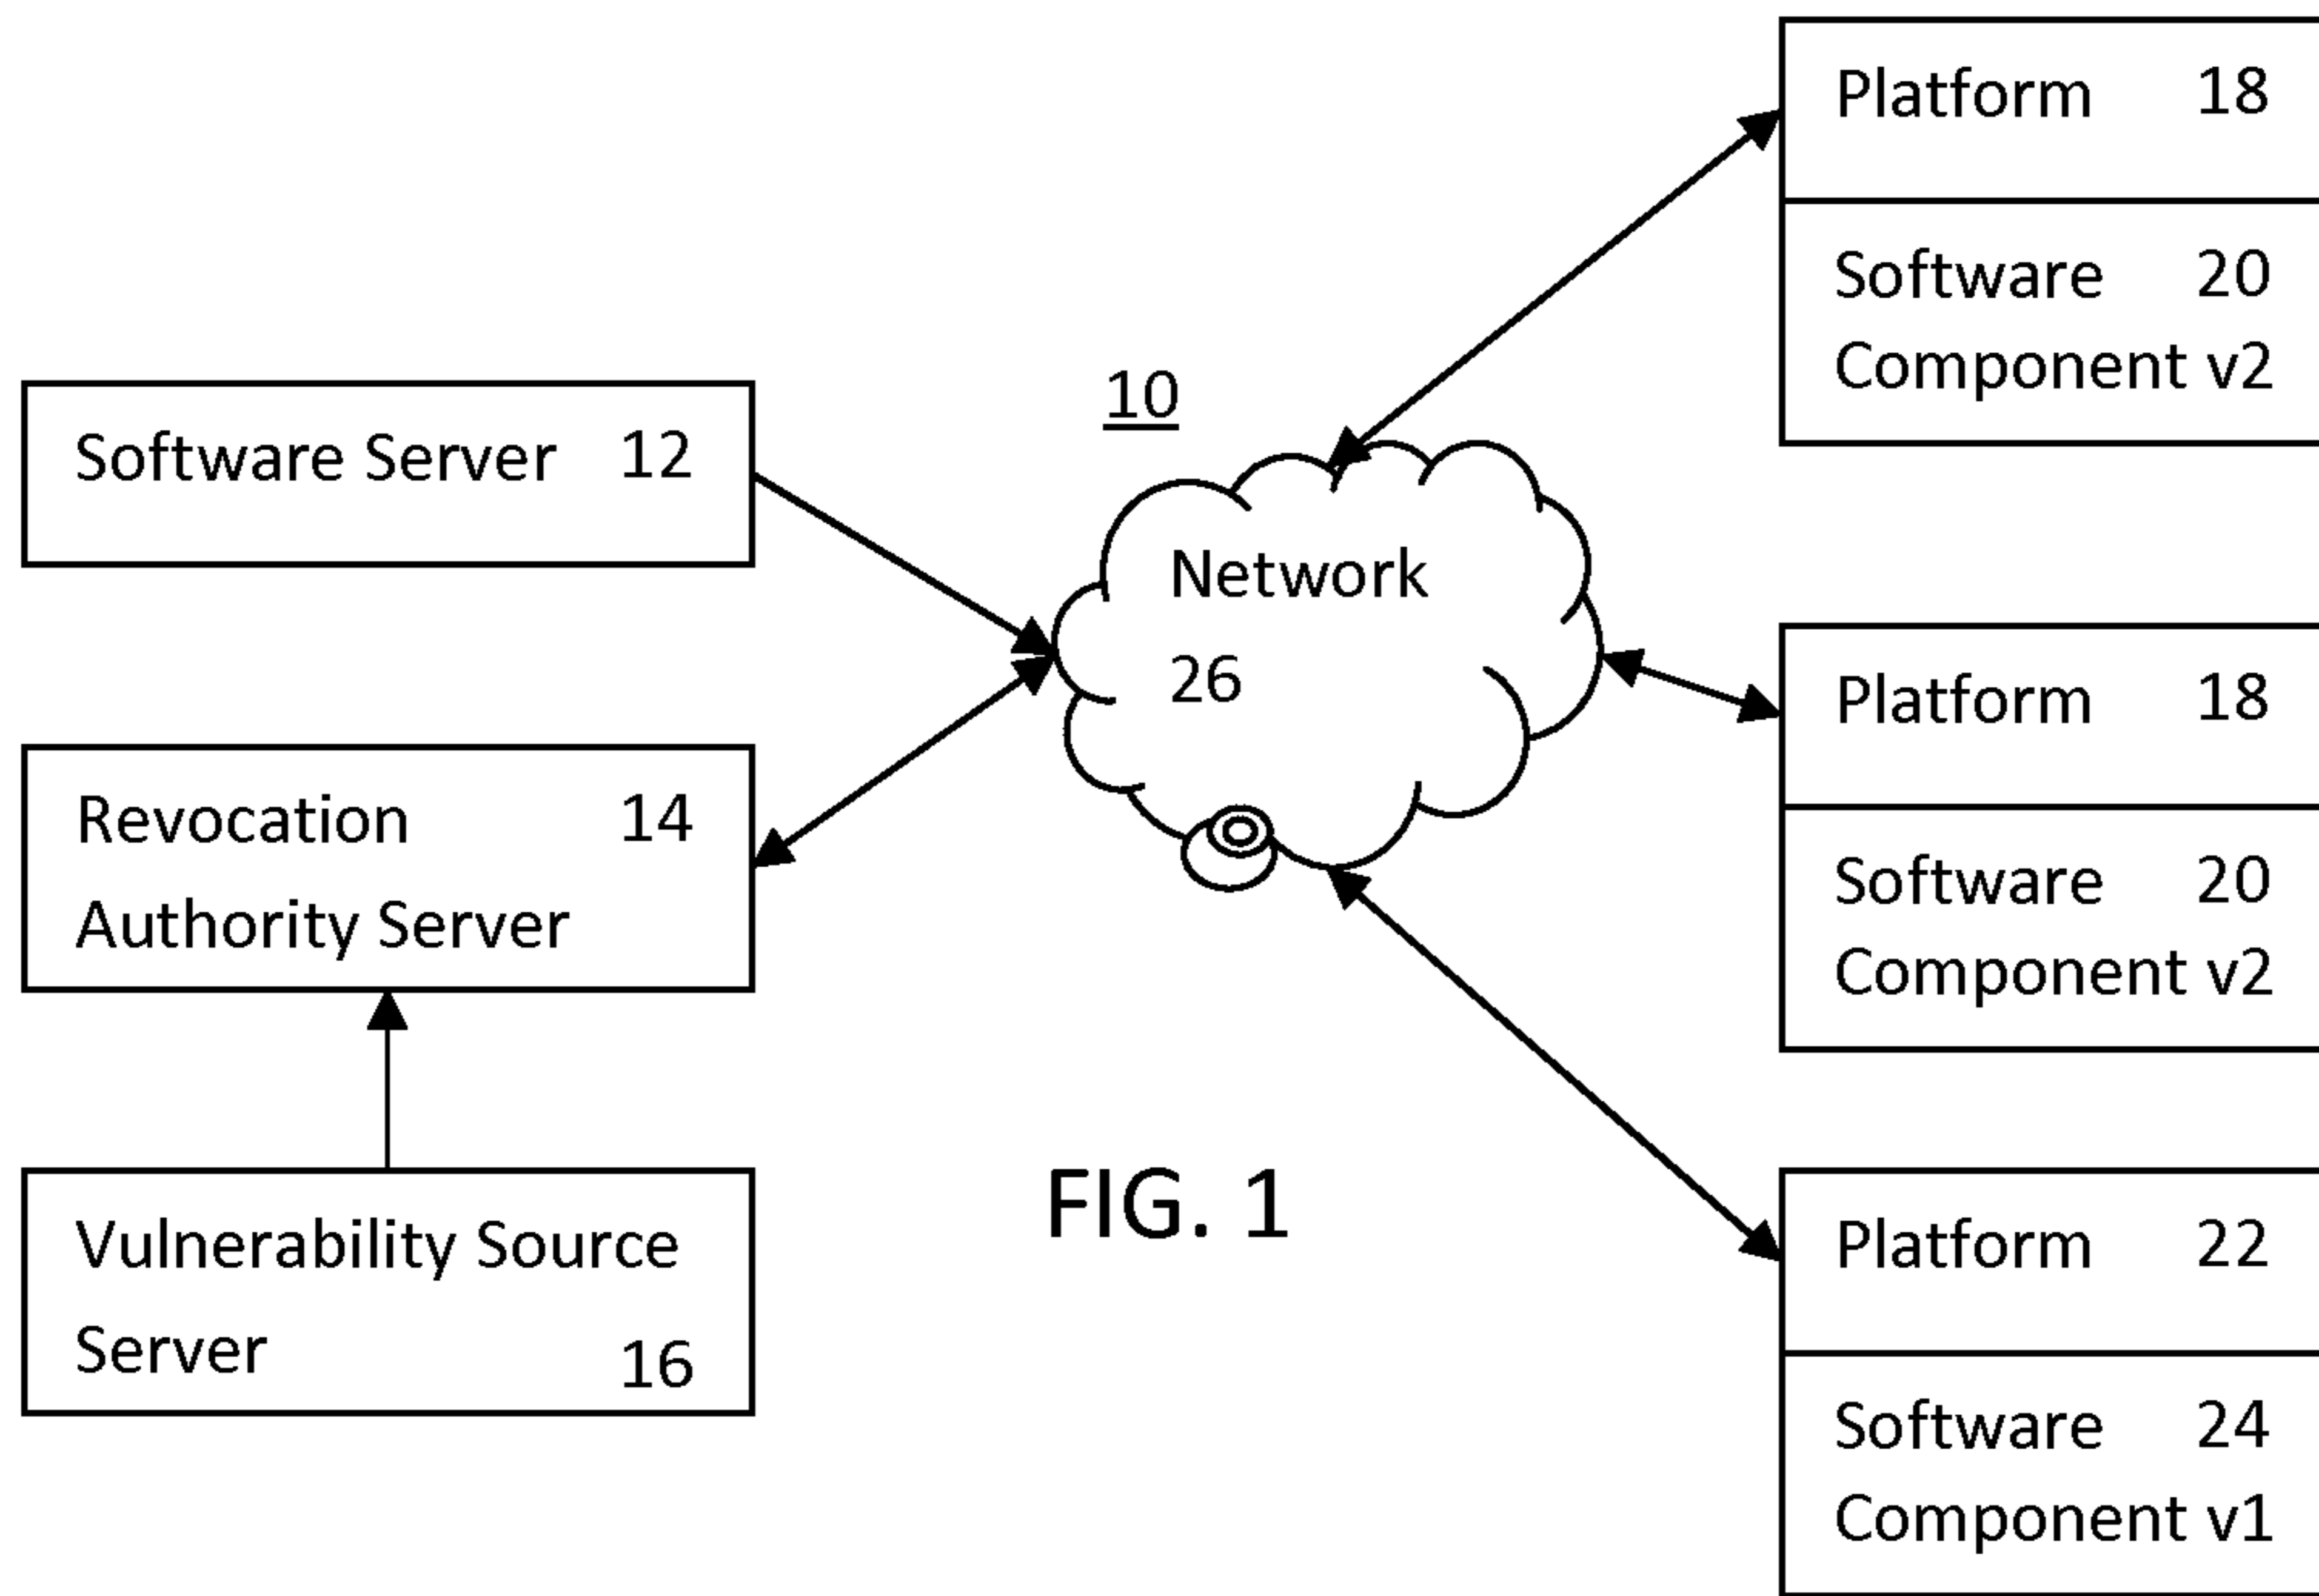 Software Server 12
Revocation 14
Authority Server
Vulnerability Source
Server 16
10
Network
26
FIG. 1
Platform 18
Software 20
Component v2
Platform 18
Software 20
Component v2
Platform 22
Software 24
Component v1